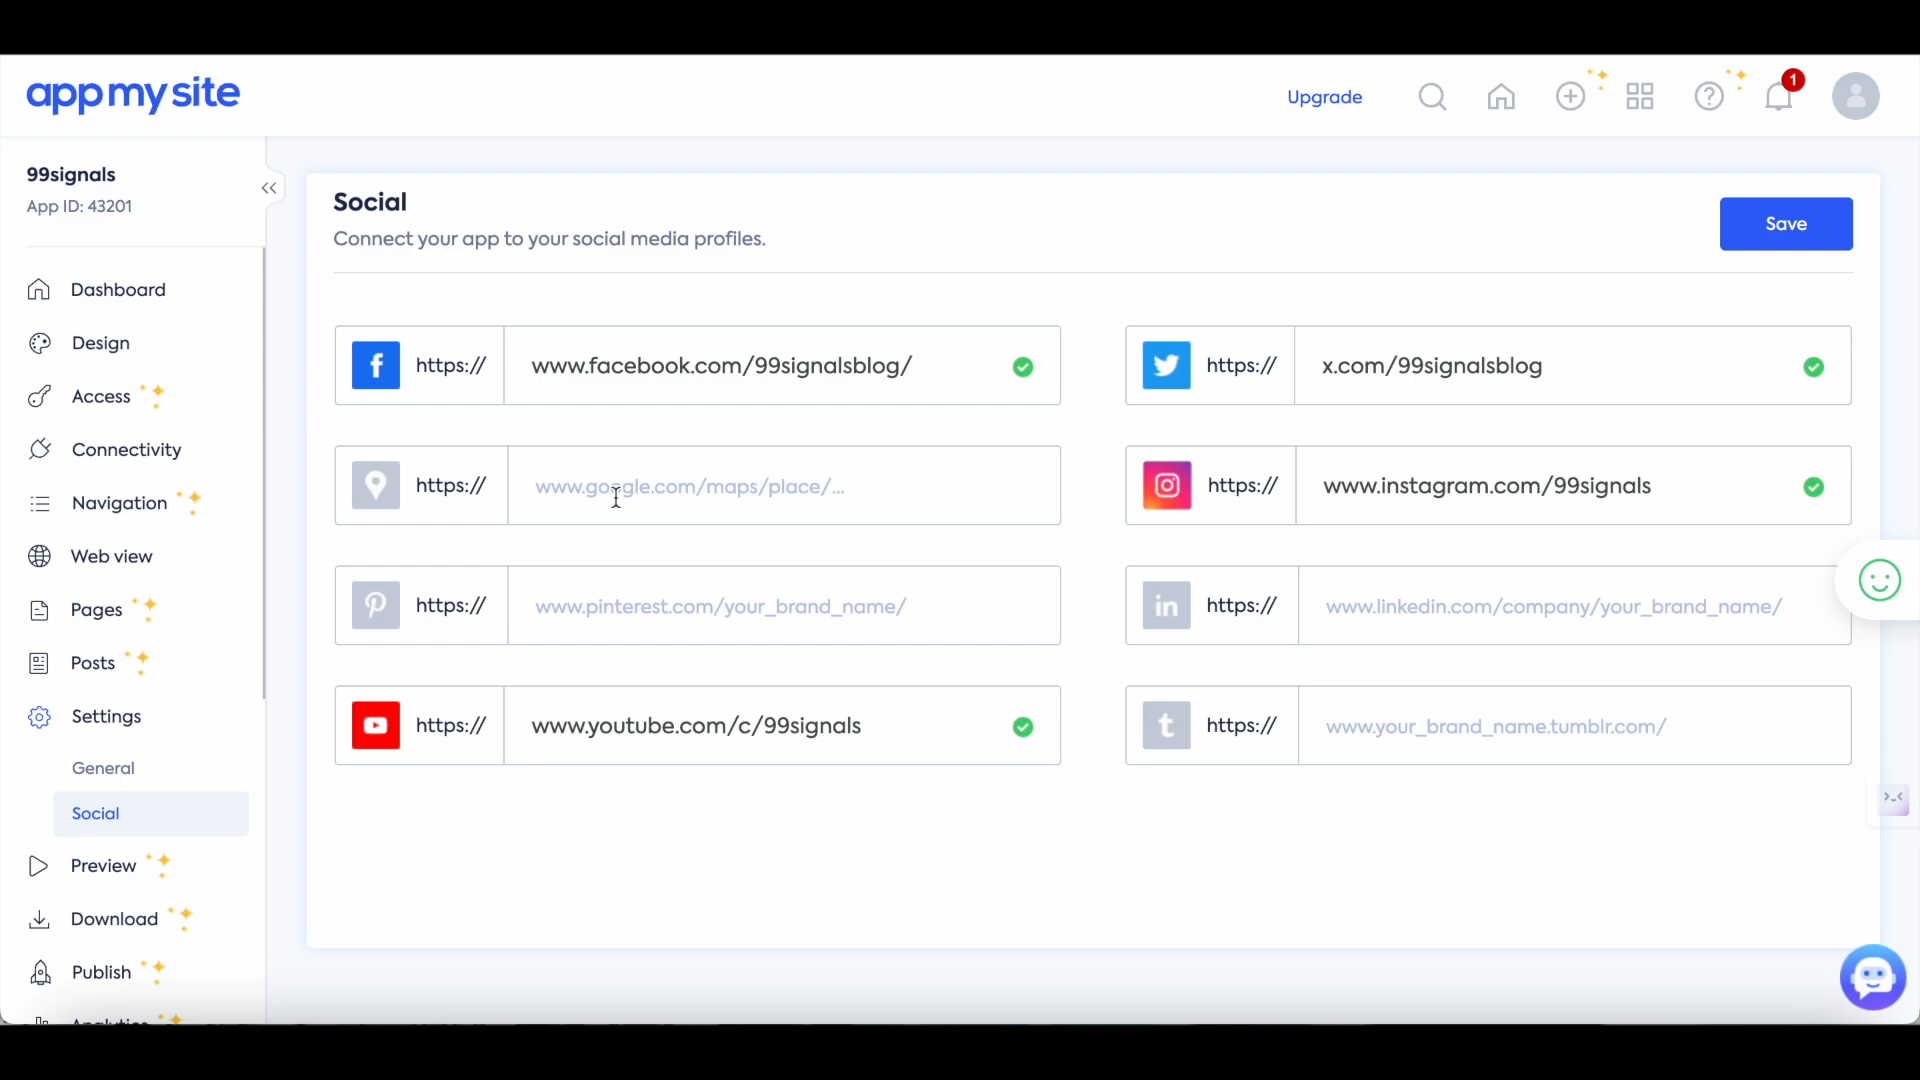 appmysite
Upgrade
1
99signals
App ID: 43201
Dashboard
Design
Access
Connectivity
Navigation
Web view
Pages
Posts
Settings
General
Social
Preview
Download
Publish
Analytics
Social
Connect your app to your social media profiles.
Save
https:// www.facebook.com/99signalsblog/
https:// x.com/99signalsblog
https:// www.google.com/maps/place/...
https:// www.instagram.com/99signals
https:// www.pinterest.com/your_brand_name/
https:// www.linkedin.com/company/your_brand_name/
https:// www.youtube.com/c/99signals
https:// www.your_brand_name.tumblr.com/